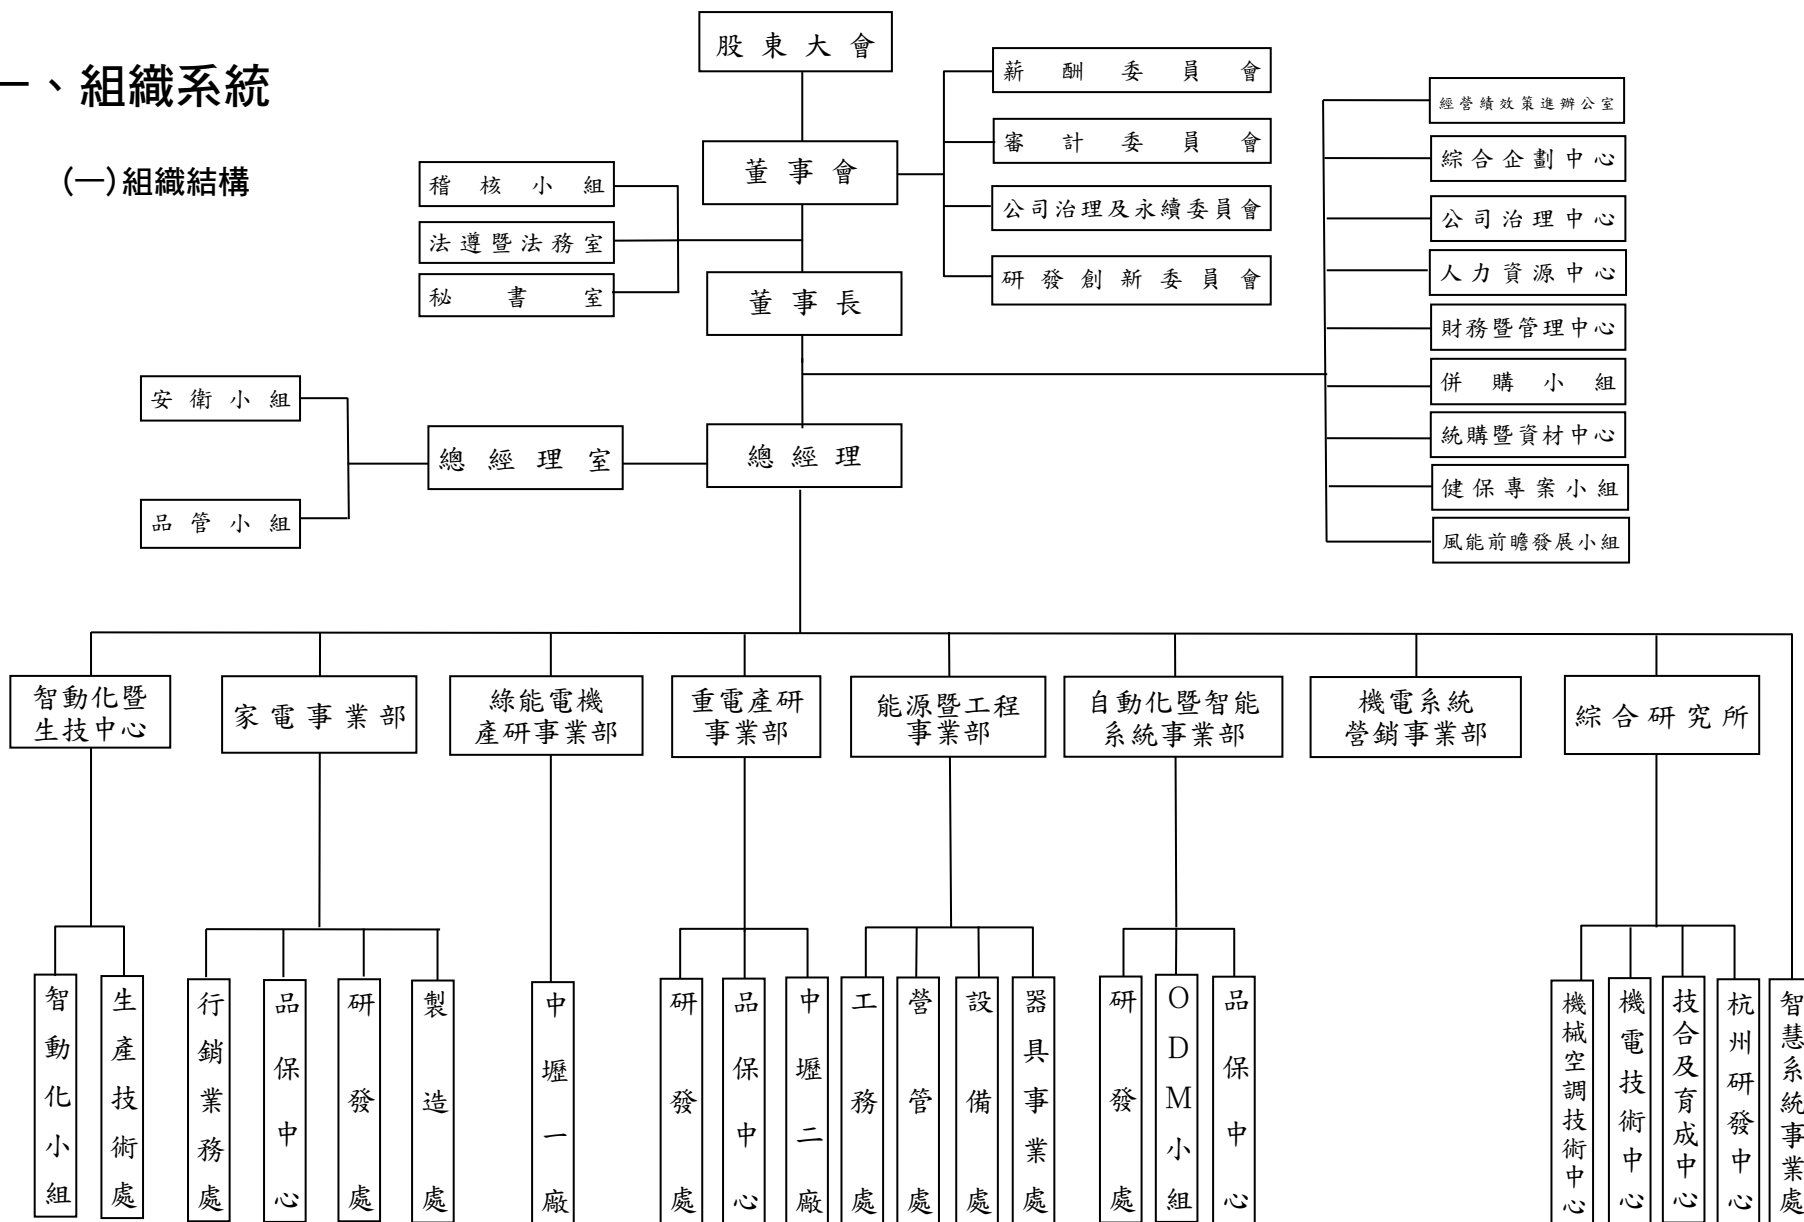 一、組織系統
(一)組織結構
股東大會
董事會
董事長
總經理
薪酬委員會
審計委員會
公司治理及永續委員會
研發創新委員會
稽核小組
法遵暨法務室
秘書室
經營績效策進辦公室
綜合企劃中心
公司治理中心
人力資源中心
財務暨管理中心
併購小組
統購暨資材中心
健保專案小組
風能前瞻發展小組
總經理室
安衛小組
品管小組
智動化暨
生技中心
家電事業部
綠能電機
產研事業部
重電產研
事業部
能源暨工程
事業部
自動化暨智能
系統事業部
機電系統
營銷事業部
綜合研究所
智動化小組
生產技術處
行銷業務處
品保中心
研發處
製造處
中壢一廠
研發處
品保中心
中壢二廠
工務處
營管處
設備處
器具事業處
研發處
ODM小組
品保中心
機械空調技術中心
機電技術中心
技合及育成中心
杭州研發中心
智慧系統事業處